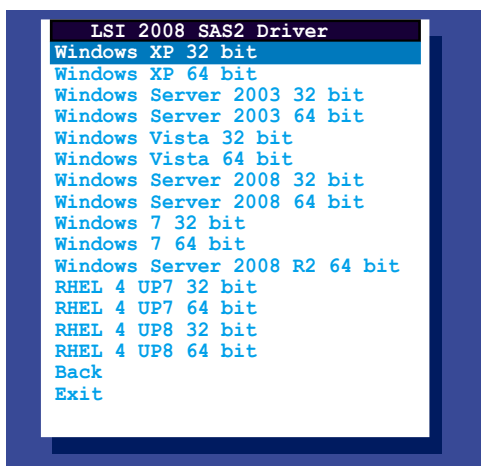 LSI 2008 SAS2 Driver
Windows XP 32 bit
Windows XP 64 bit
Windows Server 2003 32 bit
Windows Server 2003 64 bit
Windows Vista 32 bit
Windows Vista 64 bit
Windows Server 2008 32 bit
Windows Server 2008 64 bit
Windows 7 32 bit
Windows 7 64 bit
Windows Server 2008 R2 64 bit
RHEL 4 UP7 32 bit
RHEL 4 UP7 64 bit
RHEL 4 UP8 32 bit
RHEL 4 UP8 64 bit
Back
Exit